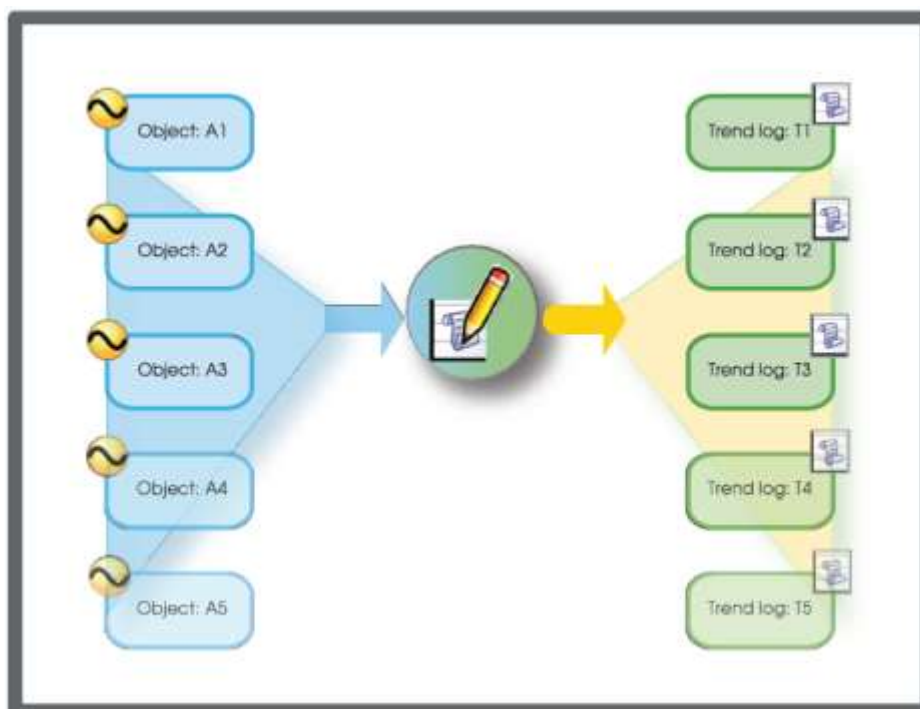 Object: A1
Trend log: T1
Object: A2
Trend log: T2
Object: A3
Trend log: T3
Object: A4
Trend log: T4
Object: A5
Trend log: T5